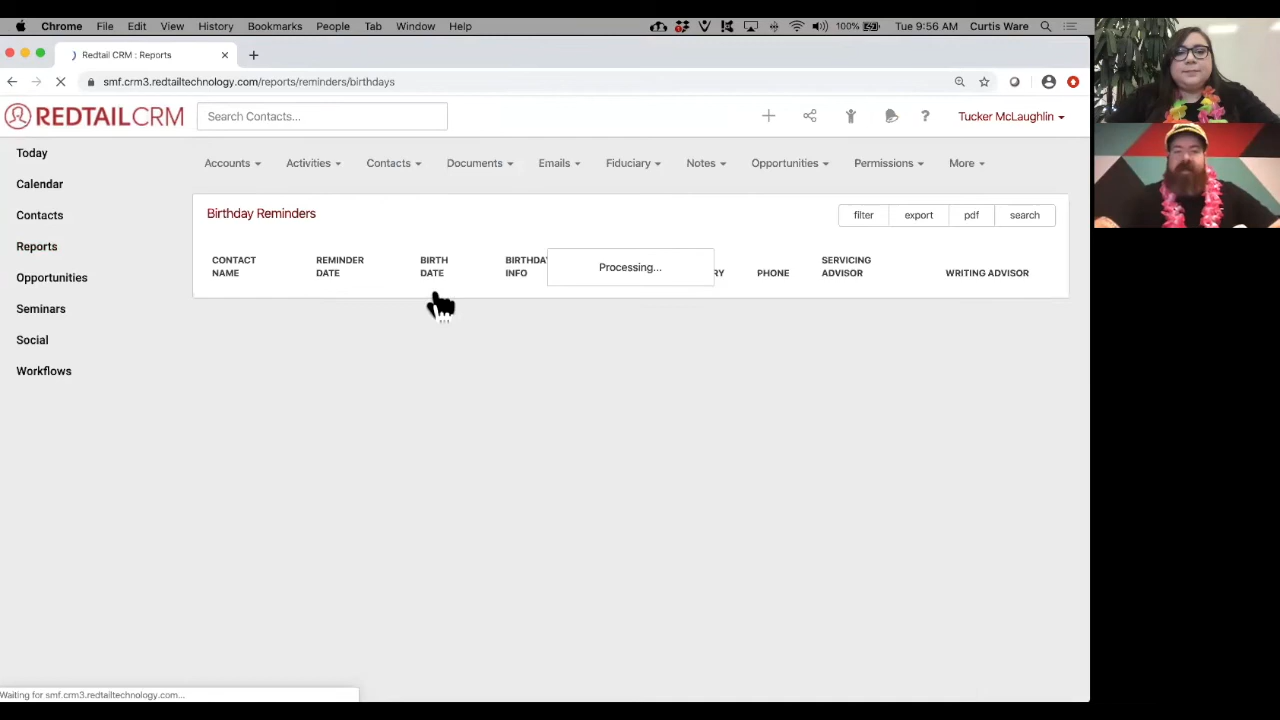 Chrome File Edit View History Bookmarks People Tab Window Help 100% Tue 9:56 AM Curtis Ware
Redtail CRM : Reports
smf.crm3.redtailtechnology.com/reports/reminders/birthdays
REDTAILCRM Search Contacts... Tucker McLaughlin
Today
Calendar
Contacts
Reports
Opportunities
Seminars
Social
Workflows
Accounts Activities Contacts Documents Emails Fiduciary Notes Opportunities Permissions More
Birthday Reminders filter export pdf search
CONTACT NAME
REMINDER DATE
BIRTH DATE
BIRTHDA INFO
Processing...
RY
PHONE
SERVICING ADVISOR
WRITING ADVISOR
Waiting for smf.crm3.redtailtechnology.com...